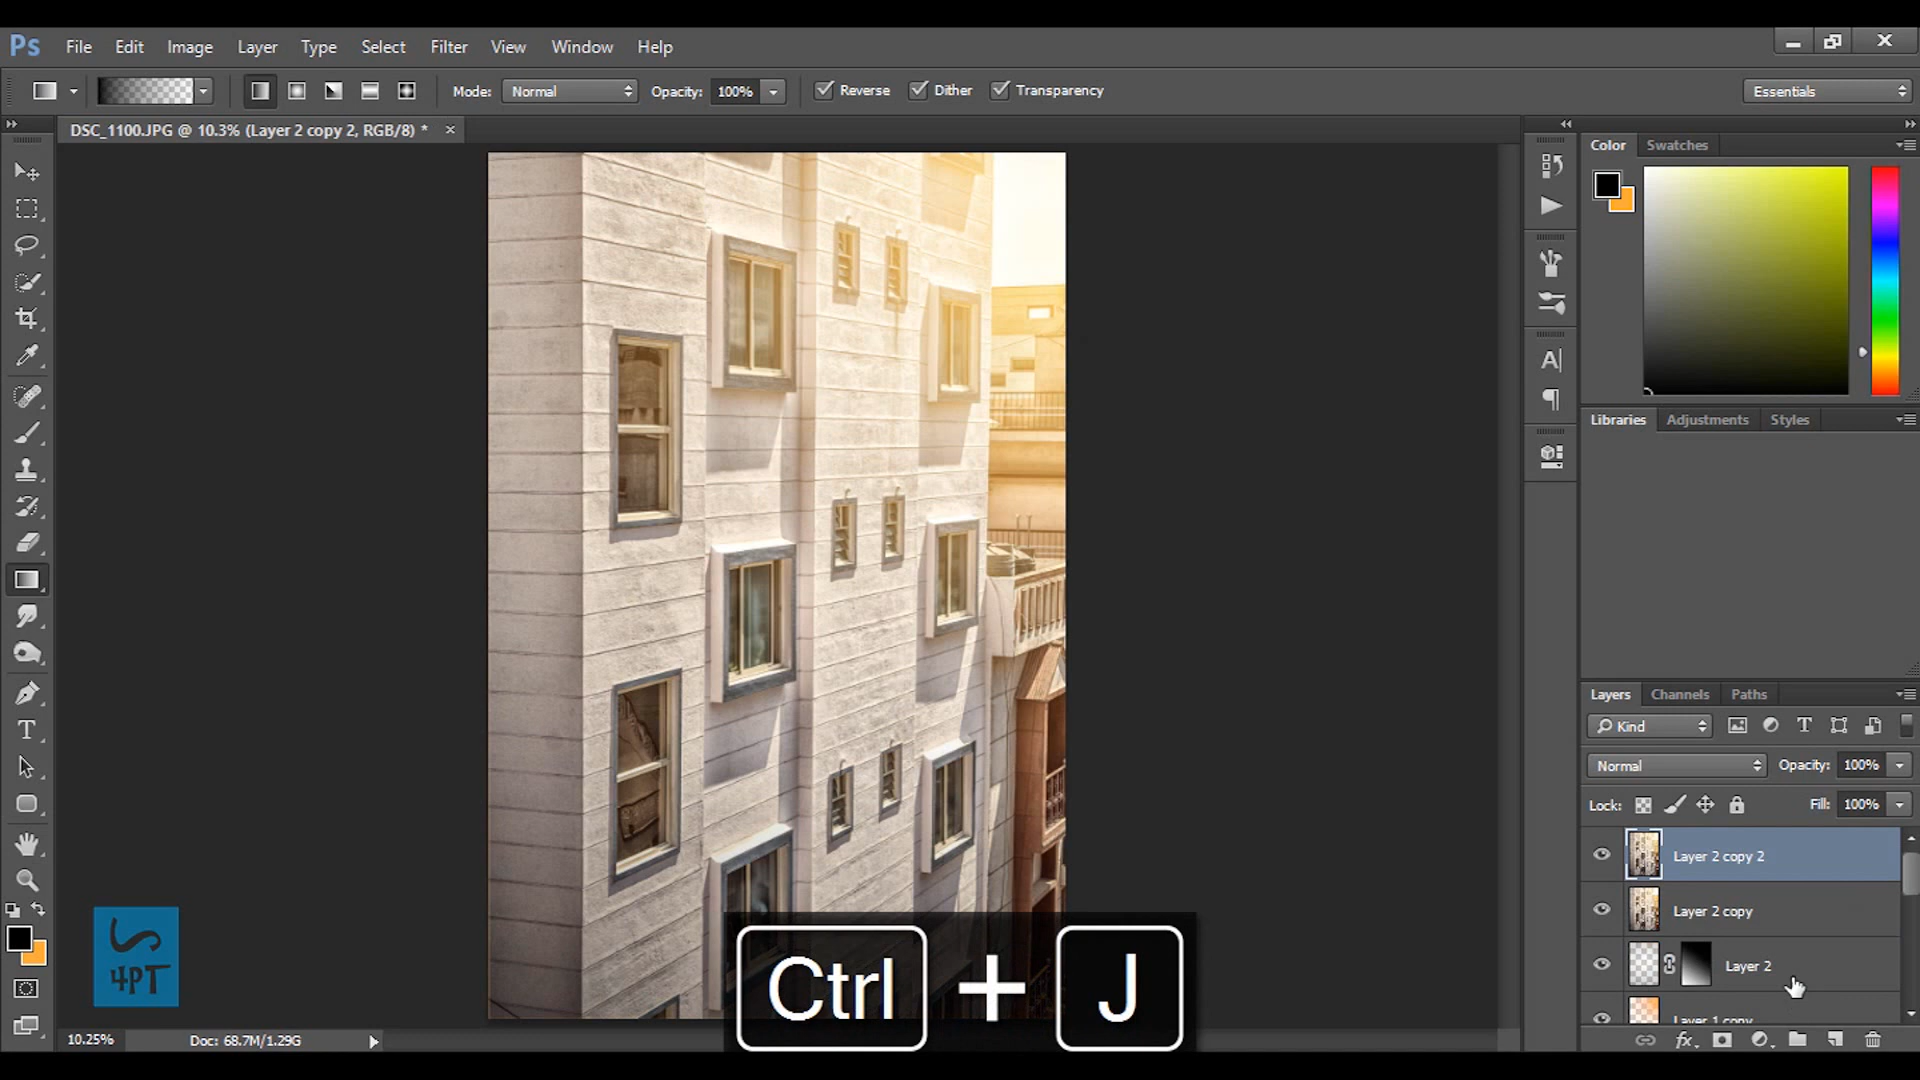 Ps File Edit Image Layer Type Select Filter View Window Help
Mode: Normal Opacity: 100% Reverse Dither Transparency Essentials
DSC_1100.JPG @ 10.3% (Layer 2 copy 2, RGB/8) * ×
Color Swatches
Libraries Adjustments Styles
Layers Channels Paths
Kind
Normal Opacity: 100%
Lock: Fill: 100%
Layer 2 copy 2
Layer 2 copy
Layer 2
Layer 1 copy
4PT
Ctrl + J
10.25% Doc: 68.7M/1.29G